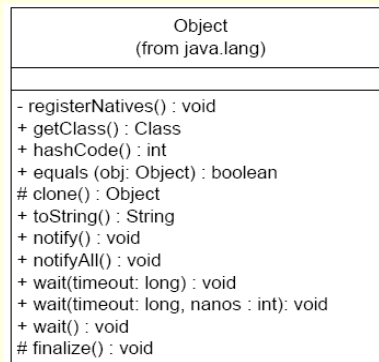 Object
(from java.lang)
- registerNatives() : void
+ getClass() : Class
+ hashCode() : int
+ equals (obj: Object) : boolean
# clone() : Object
+ toString() : String
+ notify() : void
+ notifyAll() : void
+ wait(timeout: long) : void
+ wait(timeout: long, nanos : int): void
+ wait() : void
# finalize() : void